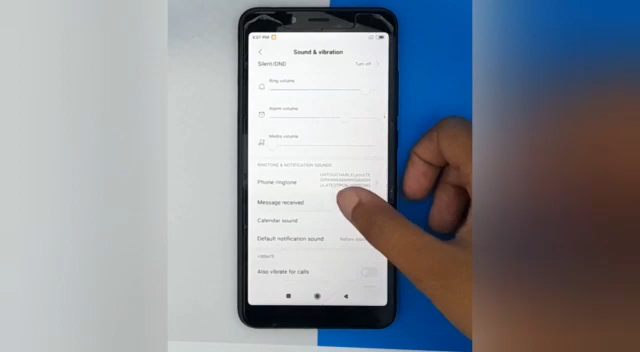 Sound & vibration
Silent/DND
Turn off
Ring volume
Alarm volume
Media volume
RINGTONE & NOTIFICATION SOUNDS
Phone ringtone
Message received
Calendar sound
Default notification sound
VIBRATE
Also vibrate for calls